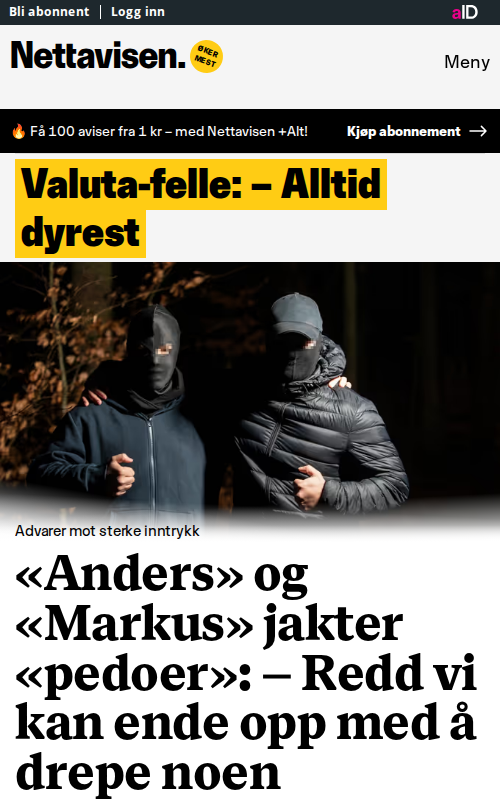 Bli abonnent | Logg inn
aID
Nettavisen.
ØKER
MEST
Meny
🔥 Få 100 aviser fra 1 kr – med Nettavisen +Alt!
Kjøp abonnement →
Valuta-felle: – Alltid
dyrest
Advarer mot sterke inntrykk
«Anders» og
«Markus» jakter
«pedoer»: – Redd vi
kan ende opp med å
drepe noen